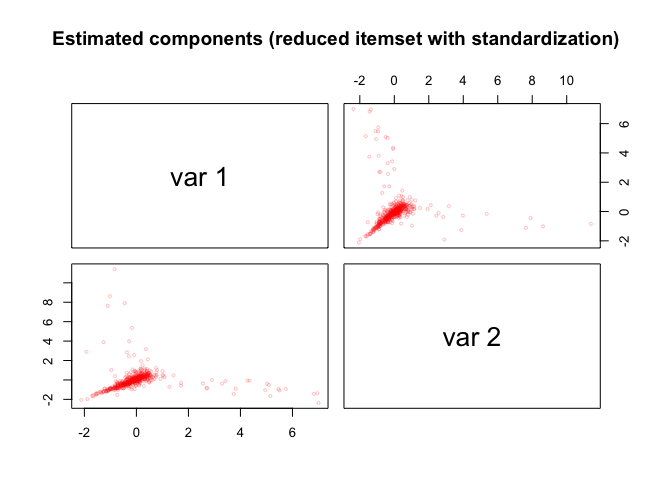 Estimated components (reduced itemset with standardization)
-2 0 2 4 6 8 10
var 1
6
4
2
0
-2
8
6
4
2
-2
var 2
-2 0 2 4 6